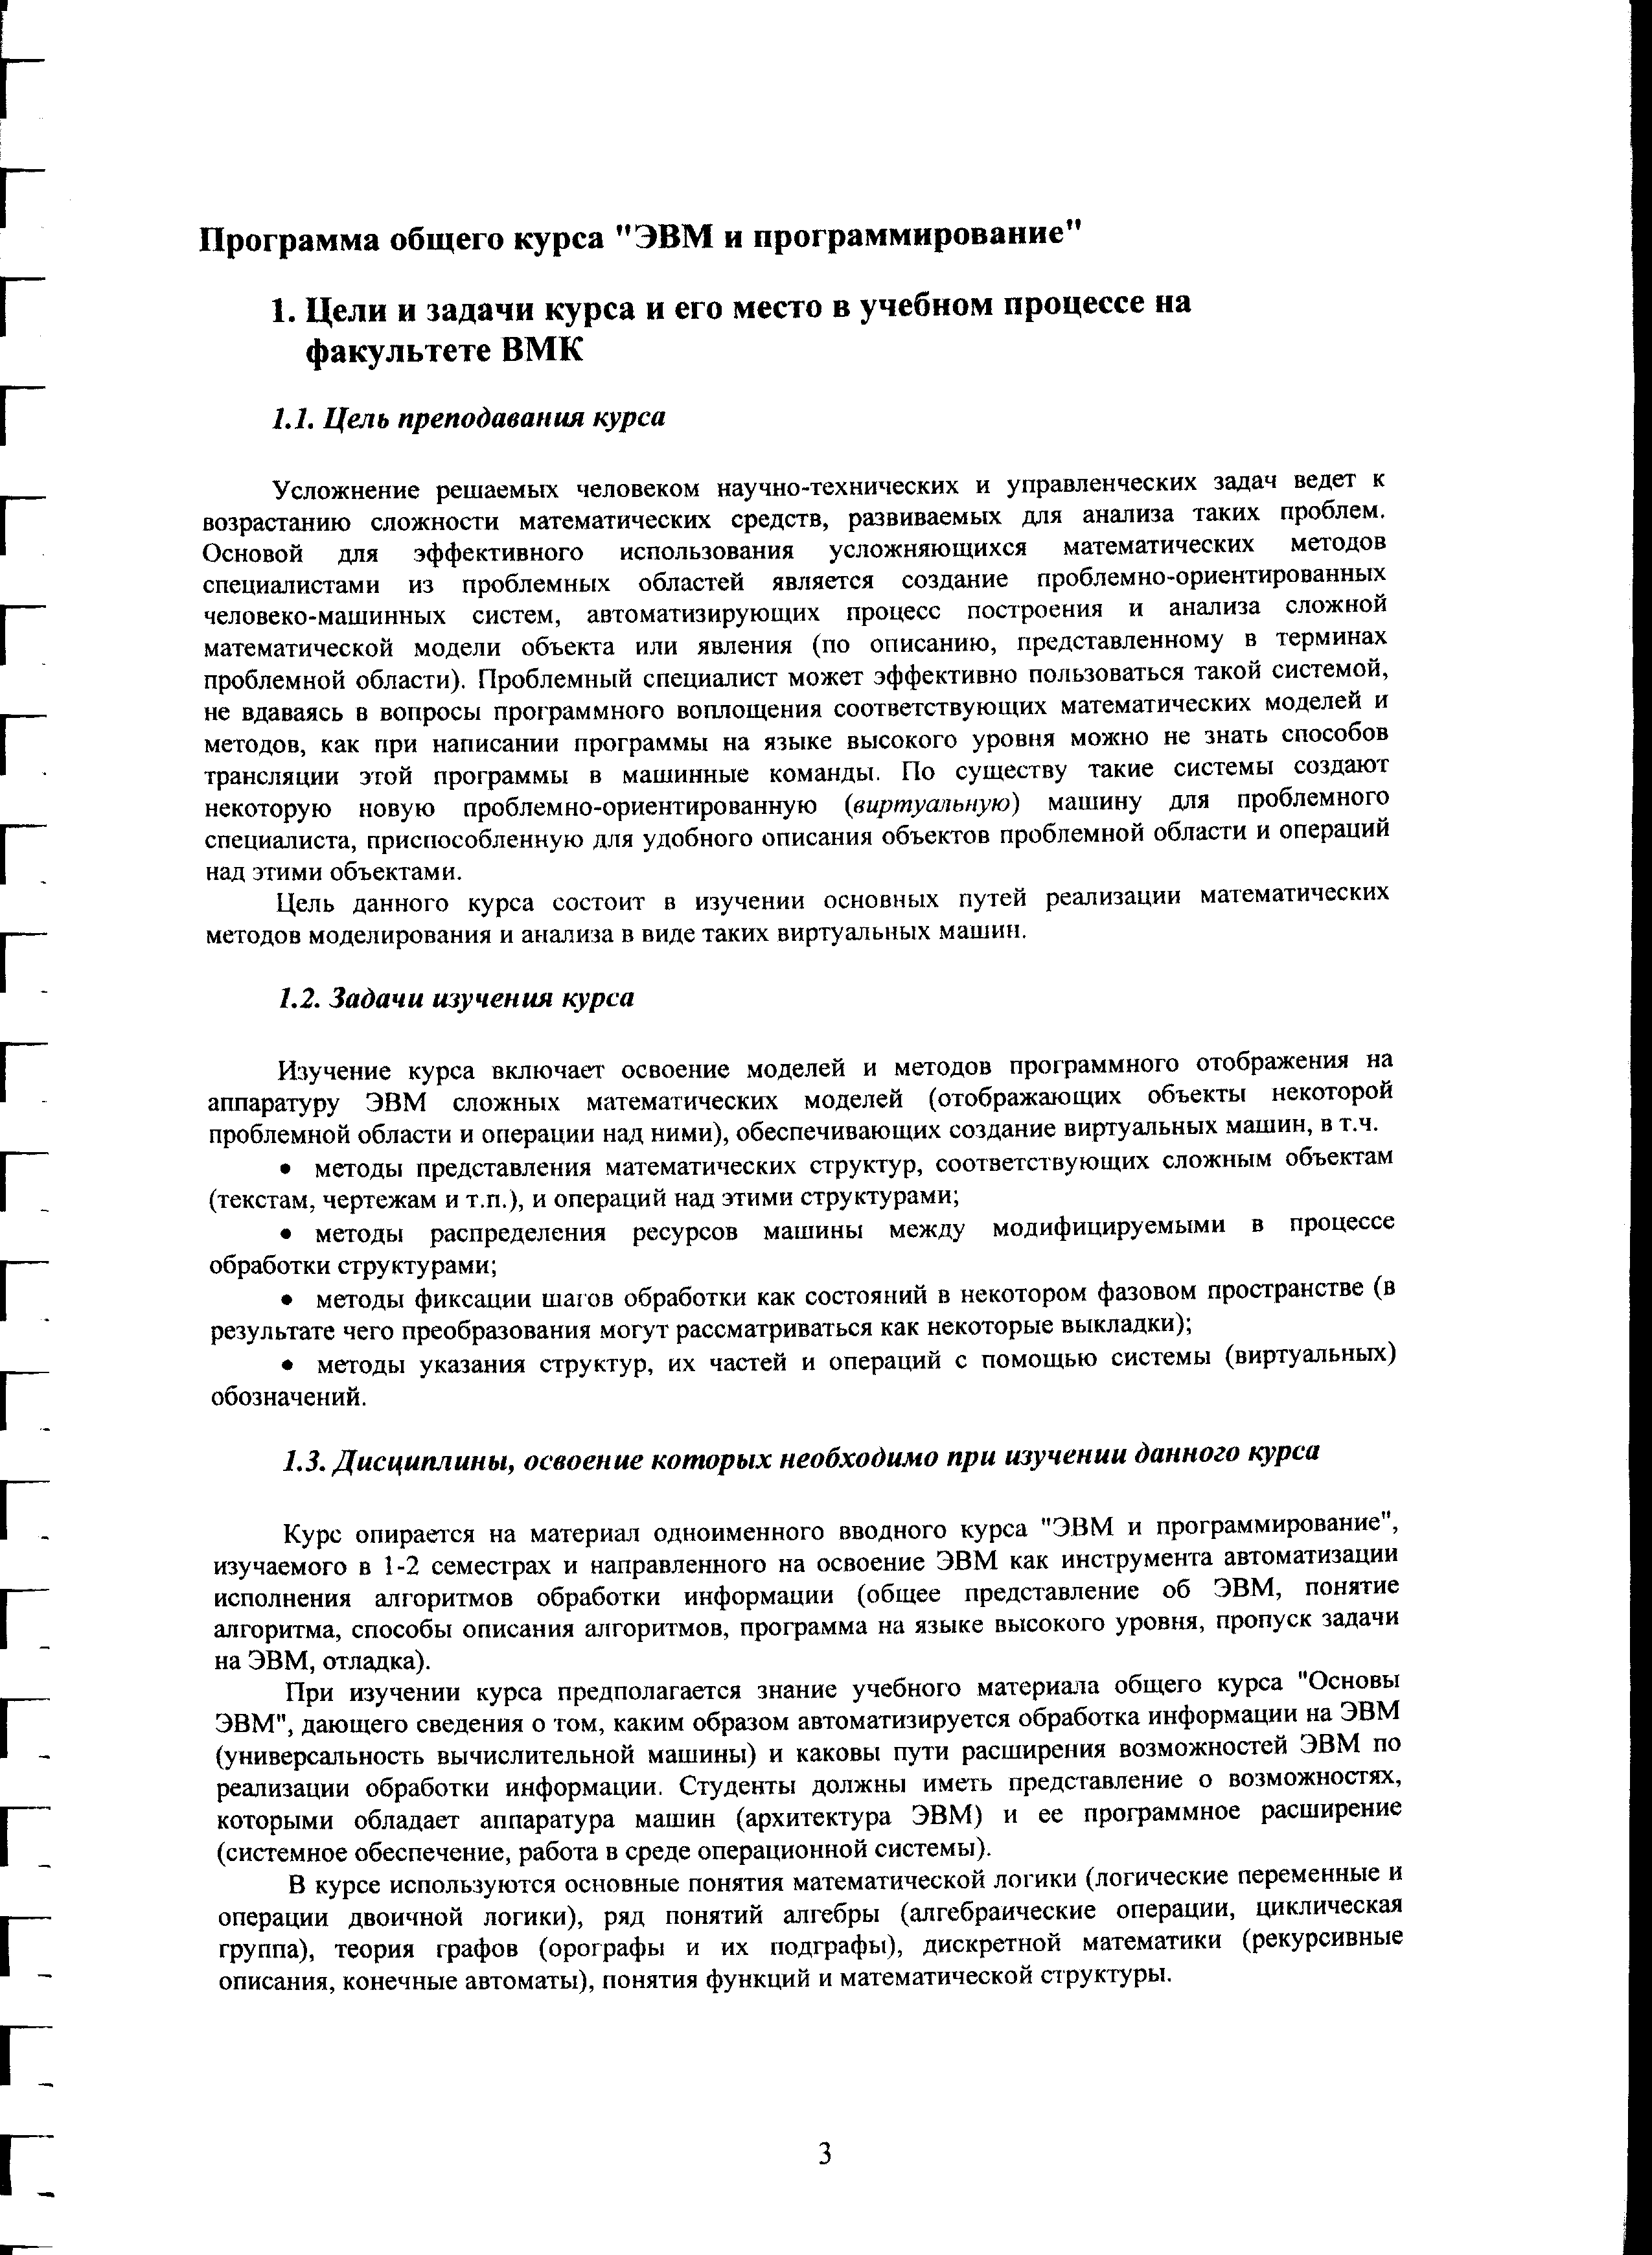 Программа общего курса "ЭВМ и программирование"
1. Цели и задачи курса и его место в учебном процессе на
факультете ВМК
1.1. Цель преподавания курса
Усложнение решаемых человеком научно-технических и управленческих задач ведет к
возрастанию сложности математических средств, развиваемых для анализа таких проблем.
Основой для эффективного использования усложняющихся математических методов
специалистами из проблемных областей является создание проблемно-ориентированных
человеко-машинных систем, автоматизирующих процесс построения и анализа сложной
математической модели объекта или явления (по описанию, представленному в терминах
проблемной области). Проблемный специалист может эффективно пользоваться такой системой,
не вдаваясь в вопросы программного воплощения соответствующих математических моделей и
методов, как при написании программы на языке высокого уровня можно не знать способов
трансляции этой программы в машинные команды. По существу такие системы создают
некоторую новую проблемно-ориентированную (виртуальную) машину для проблемного
специалиста, приспособленную для удобного описания объектов проблемной области и операций
над этими объектами.
Цель данного курса состоит в изучении основных путей реализации математических
методов моделирования и анализа в виде таких виртуальных машин.
1.2. Задачи изучения курса
Изучение курса включает освоение моделей и методов программного отображения на
аппаратуру ЭВМ сложных математических моделей (отображающих объекты некоторой
проблемной области и операции над ними), обеспечивающих создание виртуальных машин, в т.ч.
• методы представления математических структур, соответствующих сложным объектам
(текстам, чертежам и т.п.), и операций над этими структурами;
• методы распределения ресурсов машины между модифицируемыми в процессе
обработки структурами;
• методы фиксации шагов обработки как состояний в некотором фазовом пространстве (в
результате чего преобразования могут рассматриваться как некоторые выкладки);
• методы указания структур, их частей и операций с помощью системы (виртуальных)
обозначений.
1.3. Дисциплины, освоение которых необходимо при изучении данного курса
Курс опирается на материал одноименного вводного курса "ЭВМ и программирование",
изучаемого в 1-2 семестрах и направленного на освоение ЭВМ как инструмента автоматизации
исполнения алгоритмов обработки информации (общее представление об ЭВМ, понятие
алгоритма, способы описания алгоритмов, программа на языке высокого уровня, пропуск задачи
на ЭВМ, отладка).
При изучении курса предполагается знание учебного материала общего курса "Основы
ЭВМ", дающего сведения о том, каким образом автоматизируется обработка информации на ЭВМ
(универсальность вычислительной машины) и каковы пути расширения возможностей ЭВМ по
реализации обработки информации. Студенты должны иметь представление о возможностях,
которыми обладает аппаратура машин (архитектура ЭВМ) и ее программное расширение
(системное обеспечение, работа в среде операционной системы).
В курсе используются основные понятия математической логики (логические переменные и
операции двоичной логики), ряд понятий алгебры (алгебраические операции, циклическая
группа), теория графов (орографы и их подграфы), дискретной математики (рекурсивные
описания, конечные автоматы), понятия функций и математической структуры.
3